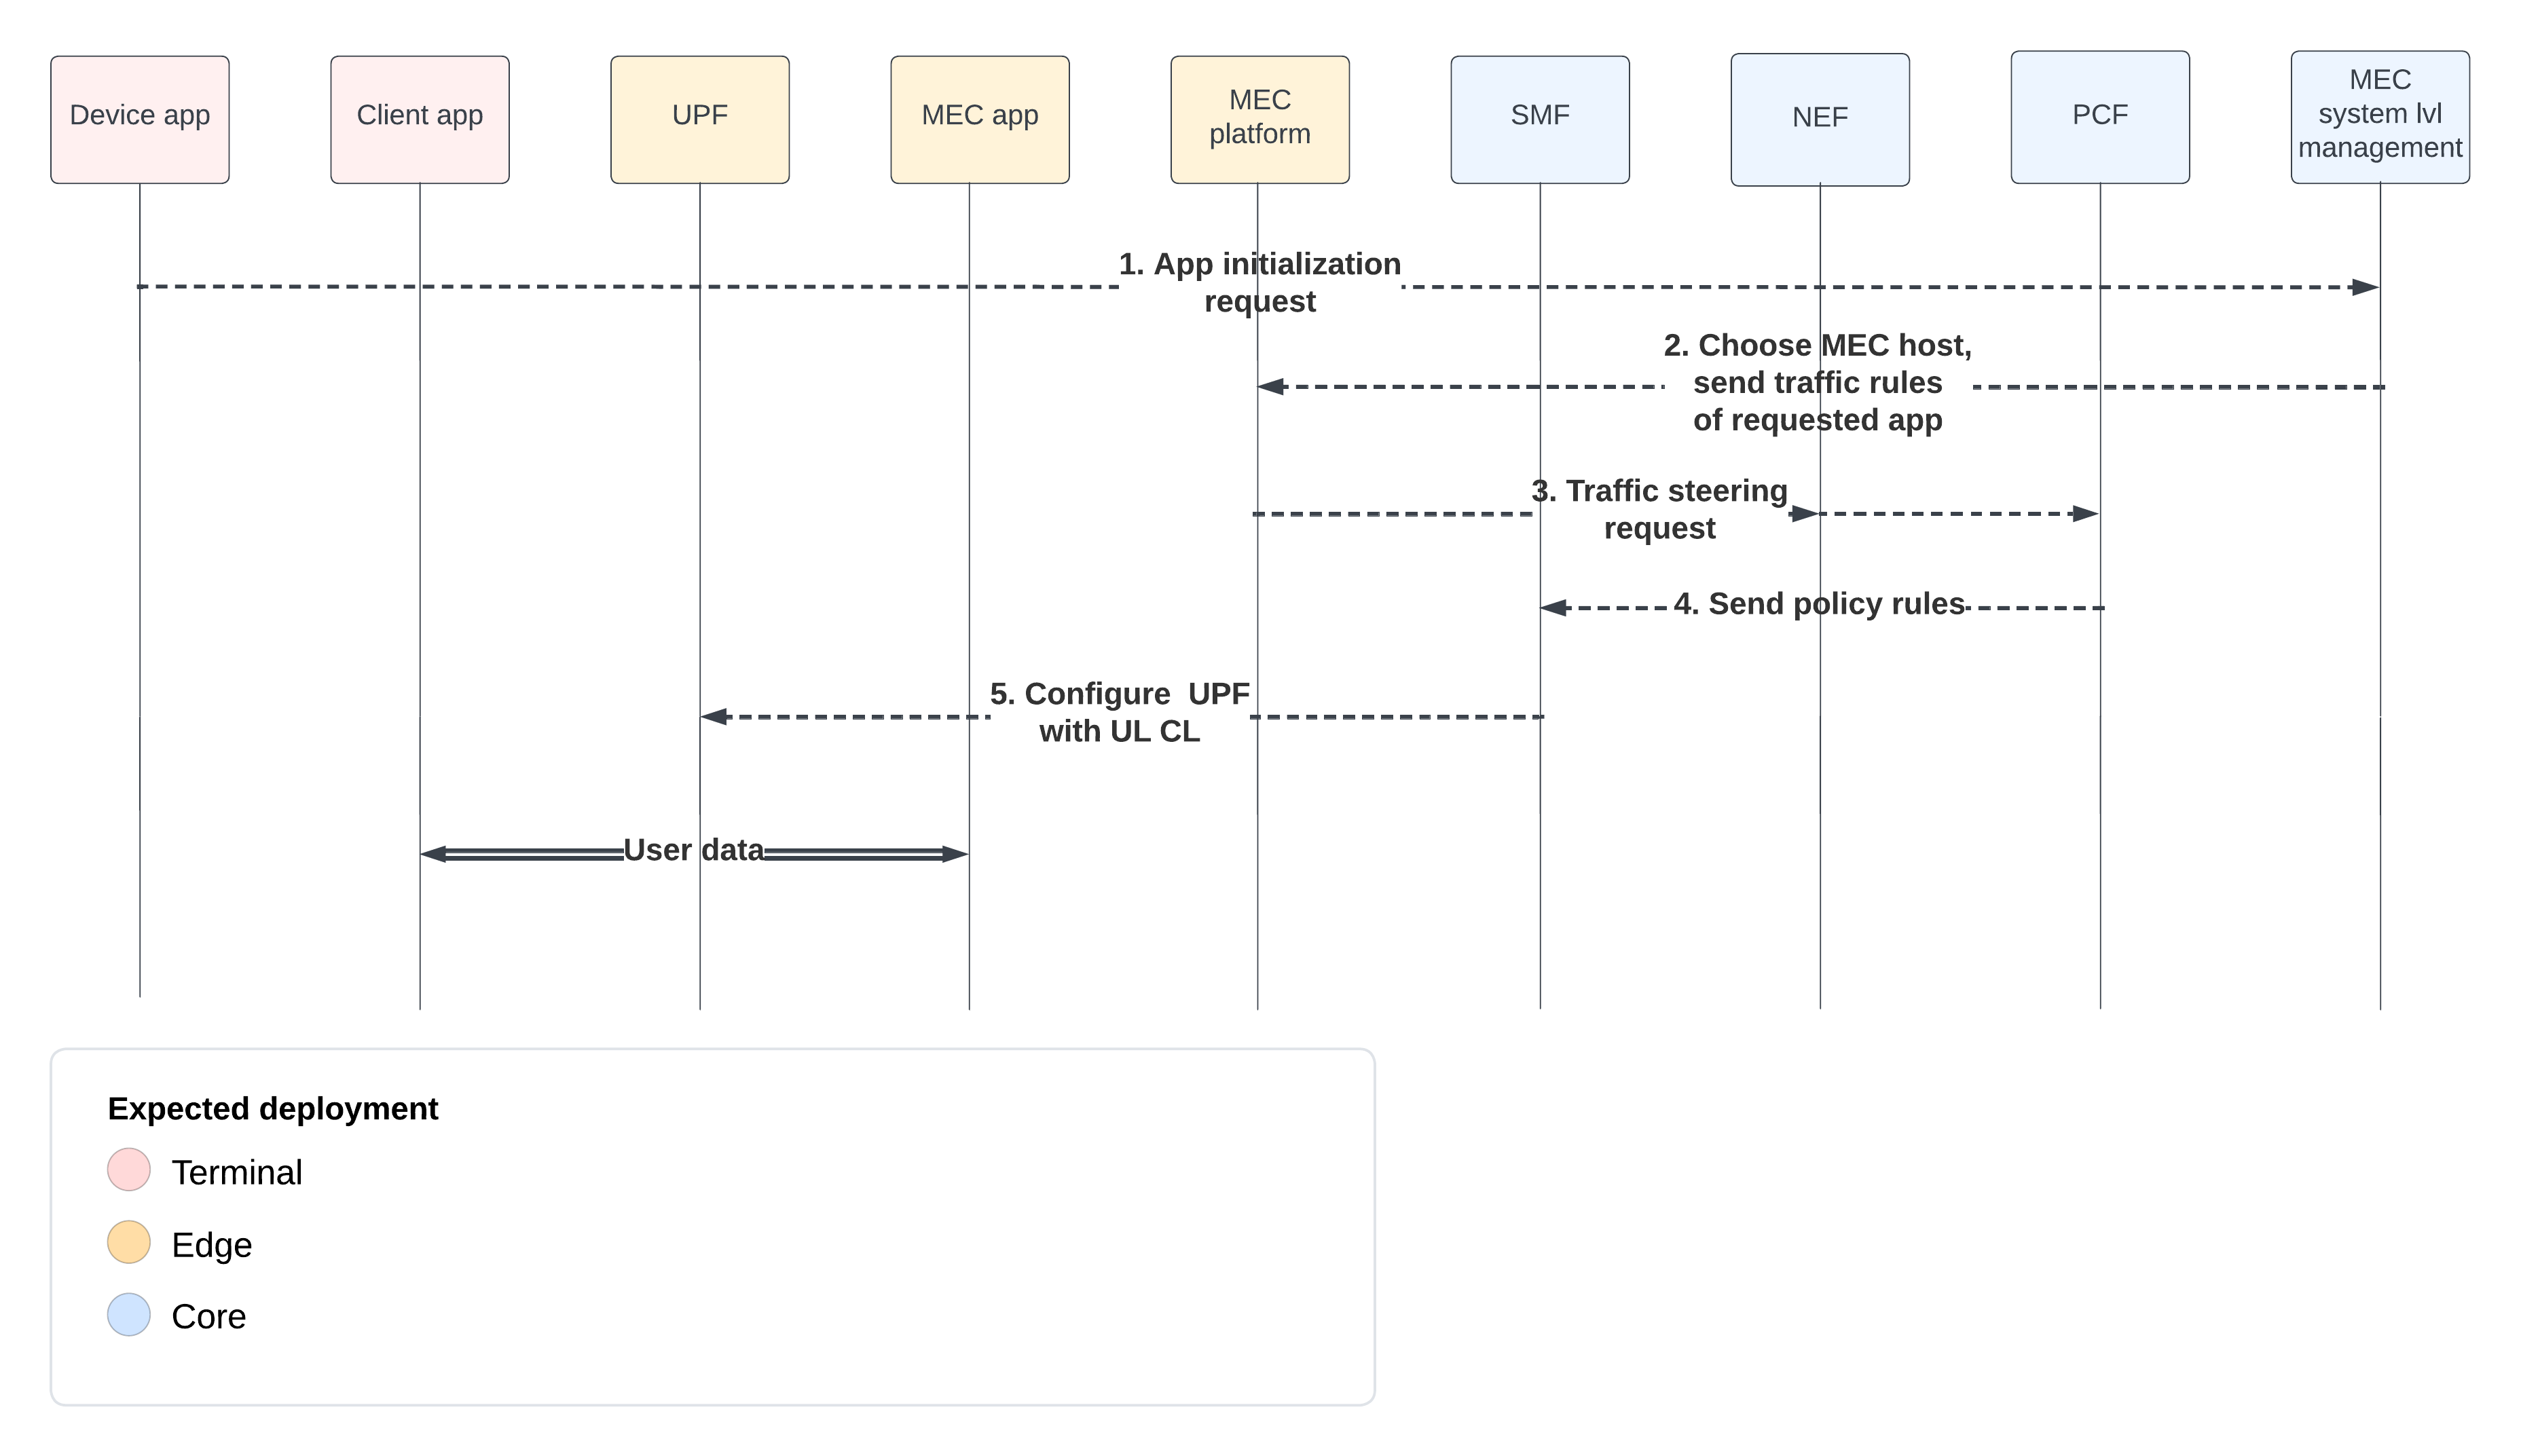 Device app
Client app
UPF
MEC app
MEC
platform
SMF
NEF
PCF
MEC
system lvl
management
1. App initialization
request
2. Choose MEC host,
send traffic rules
of requested app
3. Traffic steering
request
4. Send policy rules
5. Configure  UPF
with UL CL
User data
Expected deployment
Terminal
Edge
Core